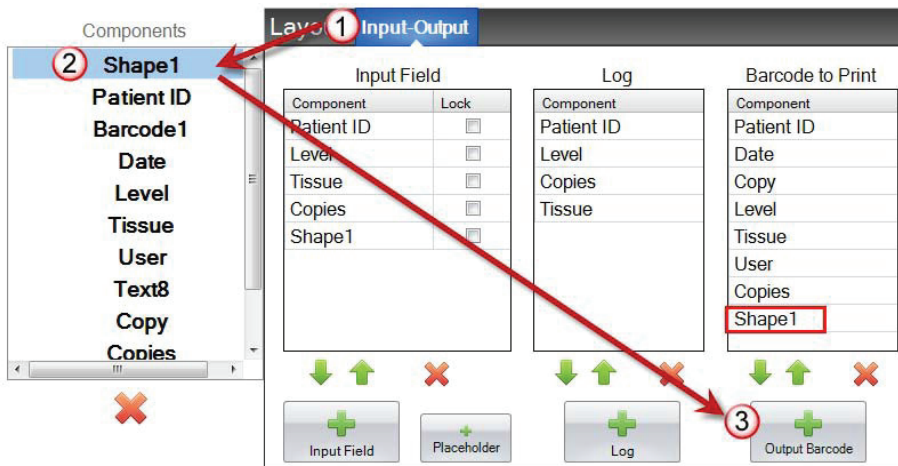 Components
Shape1
Patient ID
Barcode1
Date
Level
Tissue
User
Text8
Copy
Copies
Input-Output
Input Field
Component Lock
Patient ID
Level
Tissue
Copies
Shape1
Log
Component
Patient ID
Level
Copies
Tissue
Barcode to Print
Component
Patient ID
Date
Copy
Level
Tissue
User
Copies
Shape1
Input Field
Placeholder
Log
Output Barcode
1
2
3